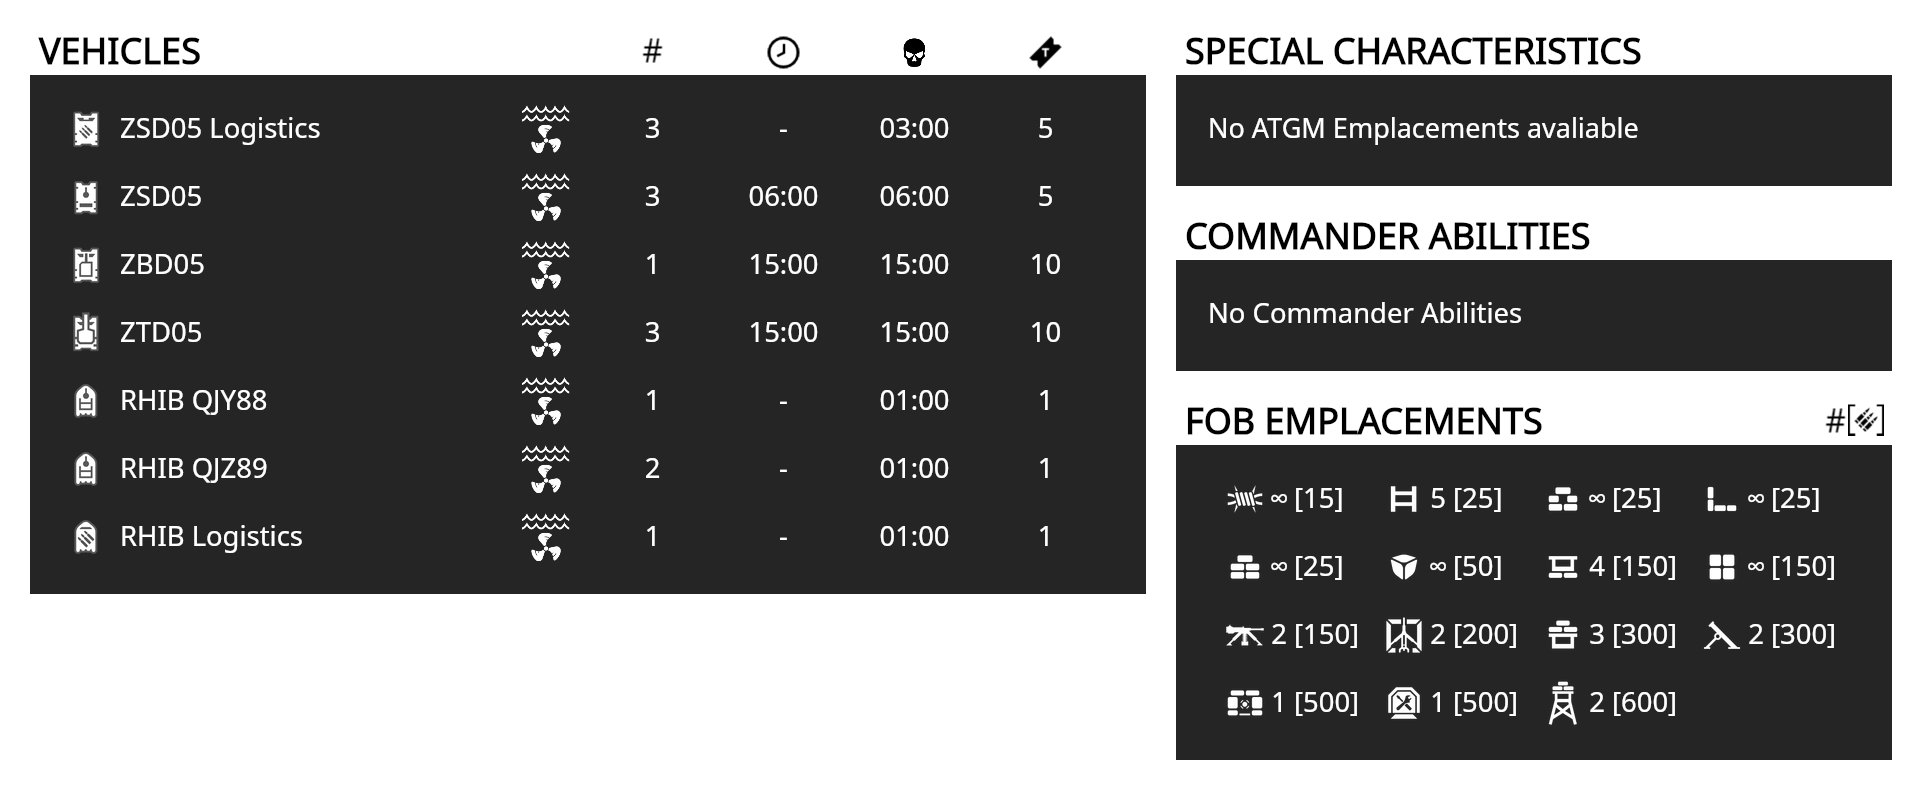 VEHICLES #
ZSD05 Logistics 3 - 03:00 5
ZSD05 3 06:00 06:00 5
ZBD05 1 15:00 15:00 10
ZTD05 3 15:00 15:00 10
RHIB QJY88 1 - 01:00 1
RHIB QJZ89 2 - 01:00 1
RHIB Logistics 1 - 01:00 1
SPECIAL CHARACTERISTICS
No ATGM Emplacements avaliable
COMMANDER ABILITIES
No Commander Abilities
FOB EMPLACEMENTS #[]
∞ [15] 5 [25] ∞ [25] ∞ [25]
∞ [25] ∞ [50] 4 [150] ∞ [150]
2 [150] 2 [200] 3 [300] 2 [300]
1 [500] 1 [500] 2 [600]